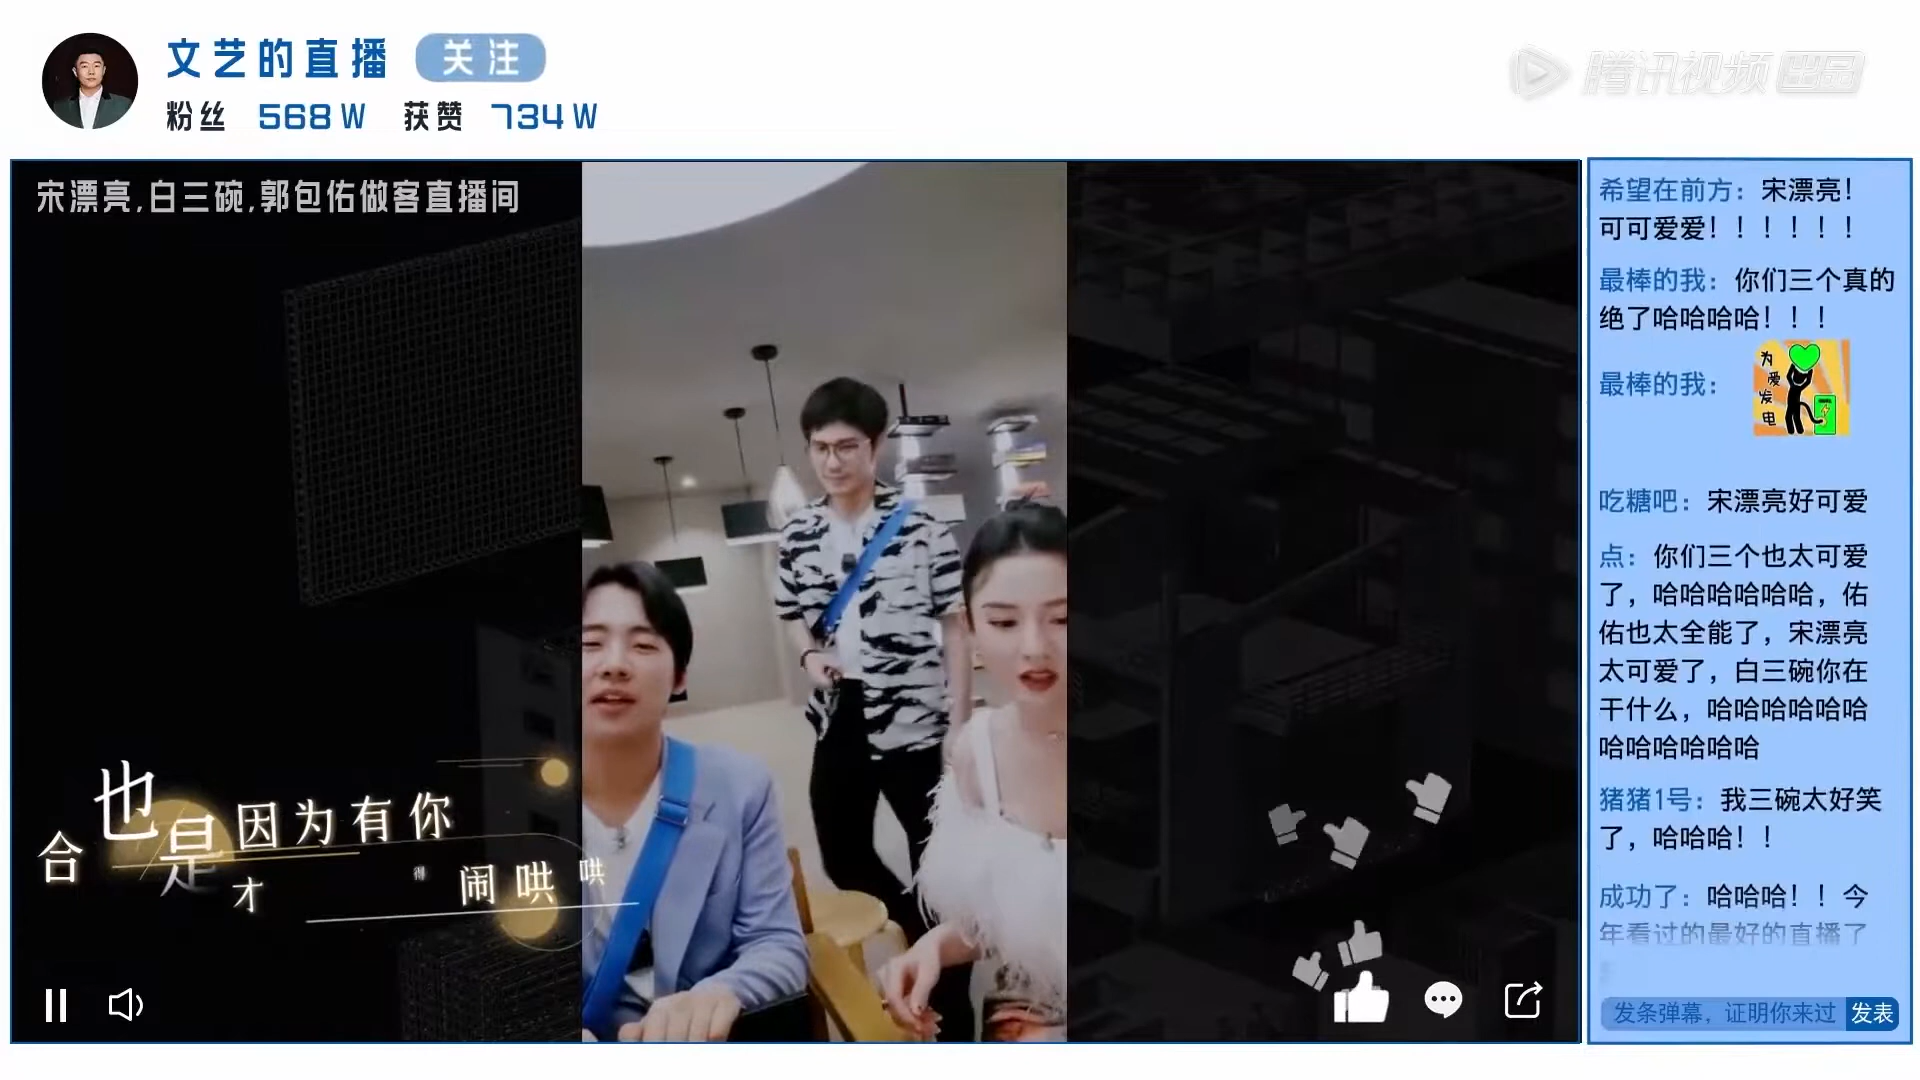 文艺的直播 关注
粉丝 568W 获赞 734W
腾讯视频 出品
宋漂亮,白三碗,郭包佑做客直播间
也是因为有你
合
才 得 闹哄哄
希望在前方：宋漂亮！
可可爱爱！！！！！！
最棒的我：你们三个真的
绝了哈哈哈哈！！！
最棒的我：
为爱发电
吃糖吧：宋漂亮好可爱
点：你们三个也太可爱
了，哈哈哈哈哈哈，佑
佑也太全能了，宋漂亮
太可爱了，白三碗你在
干什么，哈哈哈哈哈哈
哈哈哈哈哈哈
猪猪1号：我三碗太好笑
了，哈哈哈！！
成功了：哈哈哈！！今
年看过的最好的直播了
发条弹幕，证明你来过 发表